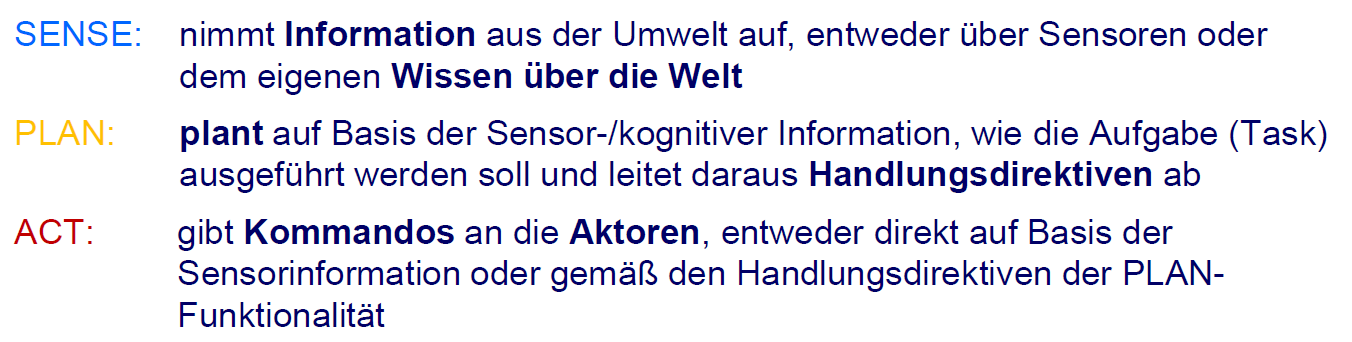 SENSE: nimmt Information aus der Umwelt auf, entweder über Sensoren oder
dem eigenen Wissen über die Welt
PLAN: plant auf Basis der Sensor-/kognitiver Information, wie die Aufgabe (Task)
ausgeführt werden soll und leitet daraus Handlungsdirektiven ab
ACT: gibt Kommandos an die Aktoren, entweder direkt auf Basis der
Sensorinformation oder gemäß den Handlungsdirektiven der PLAN-
Funktionalität